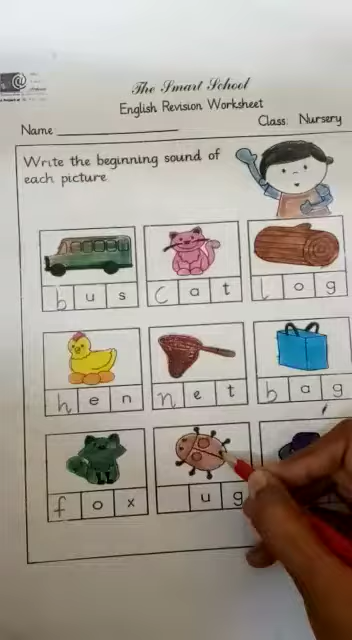 The Smart School
English Revision Worksheet
Name
Class: Nursery
Write the beginning sound of
each picture.
b u s
c a t
l o g
h e n
n e t
b a g
f o x
u g